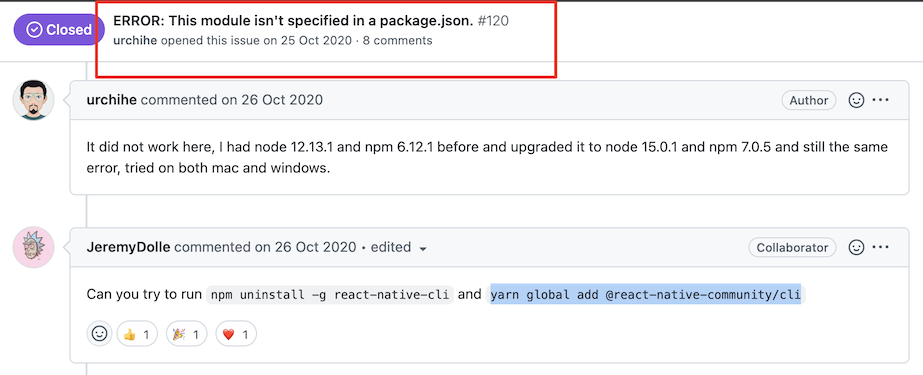 Closed
ERROR: This module isn't specified in a package.json. #120
urchihe opened this issue on 25 Oct 2020 · 8 comments
urchihe commented on 26 Oct 2020
Author
It did not work here, I had node 12.13.1 and npm 6.12.1 before and upgraded it to node 15.0.1 and npm 7.0.5 and still the same
error, tried on both mac and windows.
JeremyDolle commented on 26 Oct 2020 • edited
Collaborator
Can you try to run npm uninstall -g react-native-cli and yarn global add @react-native-community/cli
👍 1 🎉 1 ❤️ 1